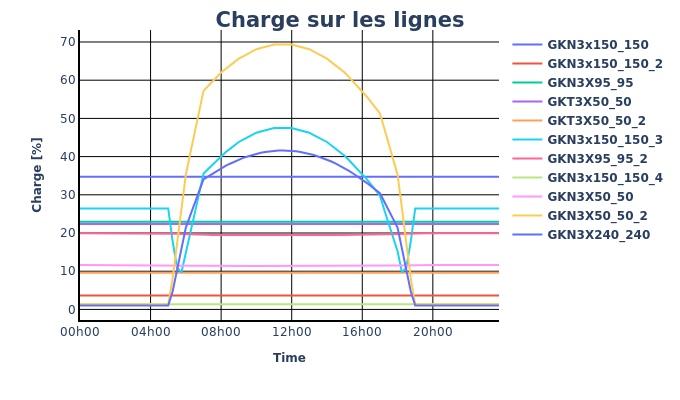 Charge sur les lignes
Charge [%]
70
60
50
40
30
20
10
0
00h00 04h00 08h00 12h00 16h00 20h00
Time
GKN3x150_150
GKN3x150_150_2
GKN3X95_95
GKT3X50_50
GKT3X50_50_2
GKN3x150_150_3
GKN3X95_95_2
GKN3x150_150_4
GKN3X50_50
GKN3X50_50_2
GKN3X240_240